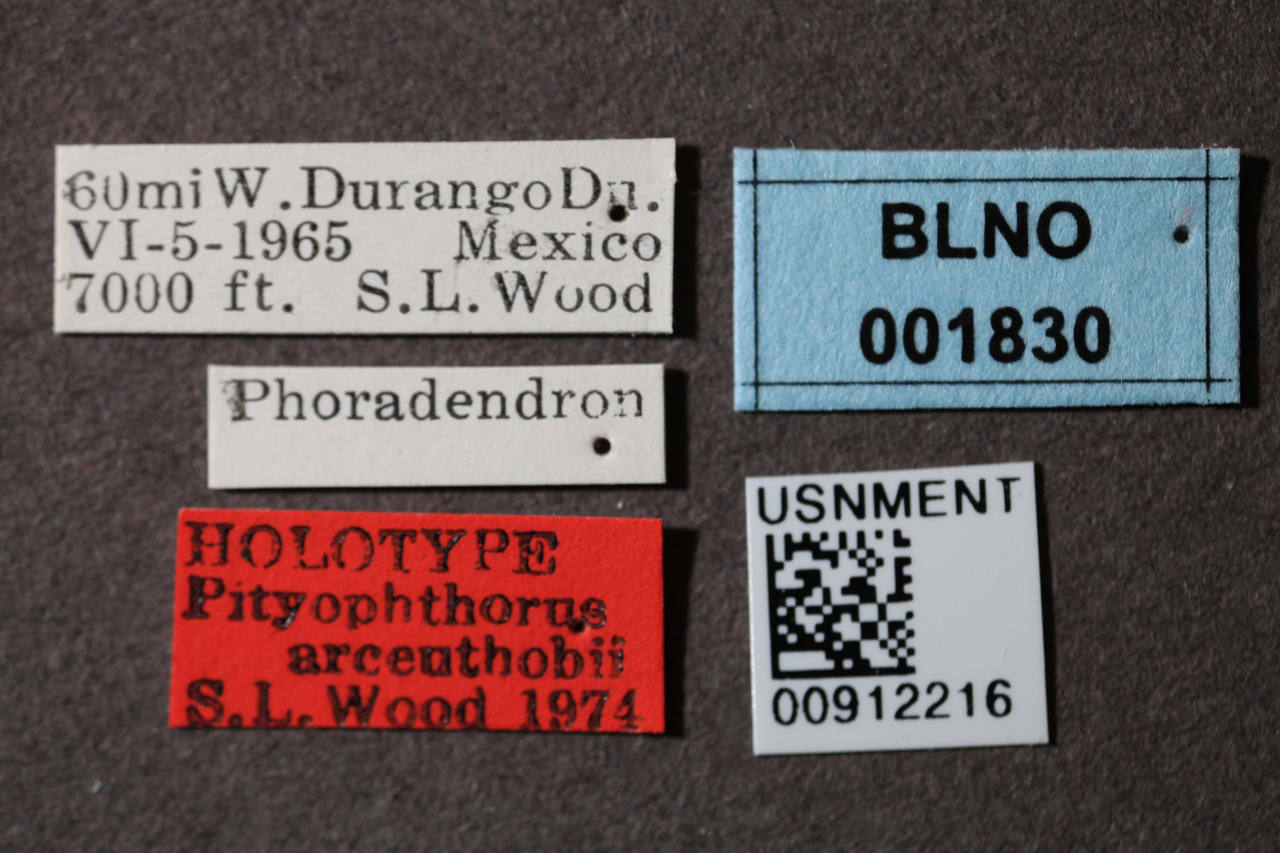 60mi W. Durango Du.
VI-5-1965 Mexico
7000 ft. S.L. Wood
Phoradendron
HOLOTYPE
Pityophthorus
arceuthobii
S.L. Wood 1974
BLNO
001830
USNMENT
00912216